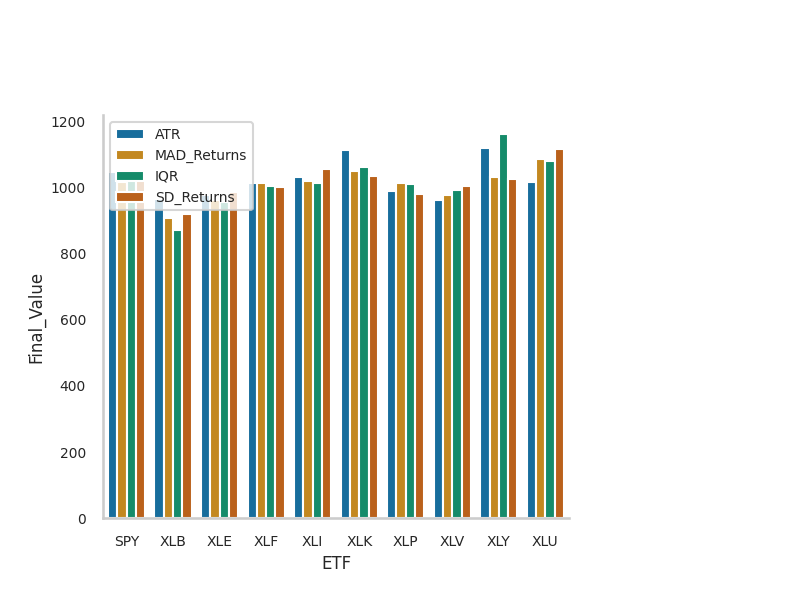 1200
1000
800
600
400
200
0
Final_Value
ATR
MAD_Returns
IQR
SD_Returns
SPY XLB XLE XLF XLI XLK XLP XLV XLY XLU
ETF